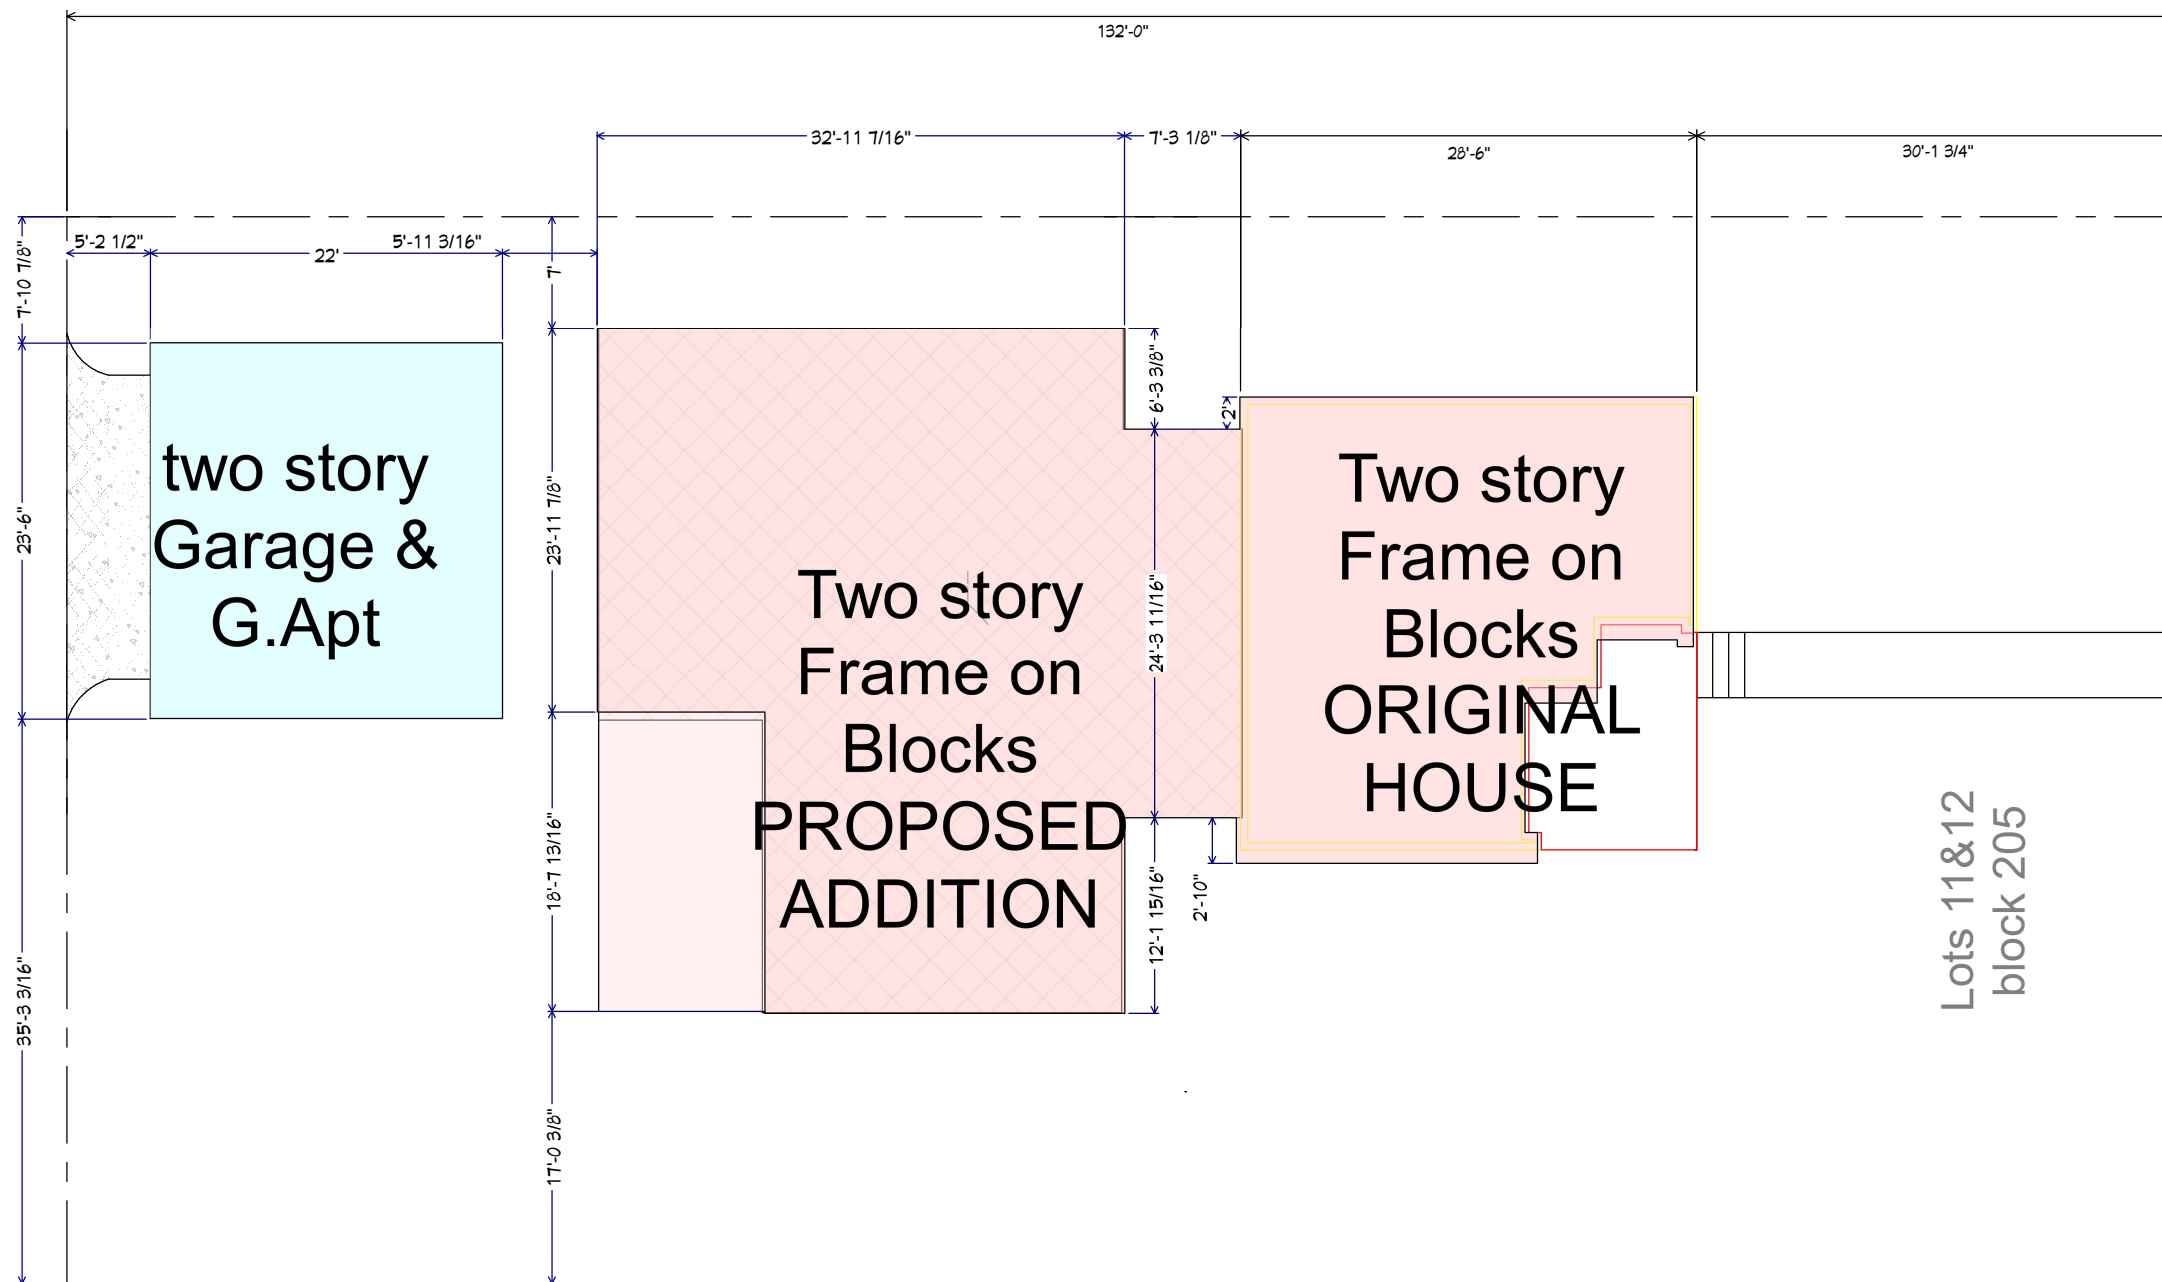 132'-0"
32'-11 7/16"
7'-3 1/8"
28'-6"
30'-1 3/4"
5'-2 1/2"
22'
5'-11 3/16"
7'-10 7/8"
7'
23'-6"
23'-11 7/8"
6'-3 3/8"
2'
24'-3 11/16"
two story
Garage &
G.Apt
Two story
Frame on
Blocks
PROPOSED
ADDITION
Two story
Frame on
Blocks
ORIGINAL
HOUSE
35'-3 3/16"
18'-7 13/16"
12'-1 15/16"
2'-10"
17'-0 3/8"
Lots 11&12
block 205